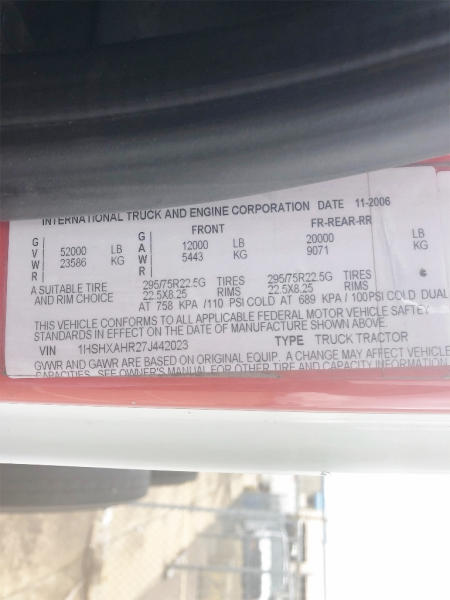 INTERNATIONAL TRUCK AND ENGINE CORPORATION DATE 11-2006
FRONT FR-REAR-RR
GVWR 52000 LB GAWR 12000 LB 20000 LB
23586 KG 5443 KG 9071 KG
A SUITABLE TIRE 295/75R22.5G TIRES 295/75R22.5G TIRES
AND RIM CHOICE 22.5X8.25 RIMS 22.5X8.25 RIMS
AT 758 KPA /110 PSI COLD AT 689 KPA / 100PSI COLD DUAL
THIS VEHICLE CONFORMS TO ALL APPLICABLE FEDERAL MOTOR VEHICLE SAFTEY
STANDARDS IN EFFECT ON THE DATE OF MANUFACTURE SHOWN ABOVE.
VIN 1HSHXAHR27J442023 TYPE TRUCK TRACTOR
GVWR AND GAWR ARE BASED ON ORIGINAL EQUIP. A CHANGE MAY AFFECT VEHICLE
CAPACITIES. SEE OWNER'S MANUAL FOR OTHER TIRE AND CAPACITY INFORMATION